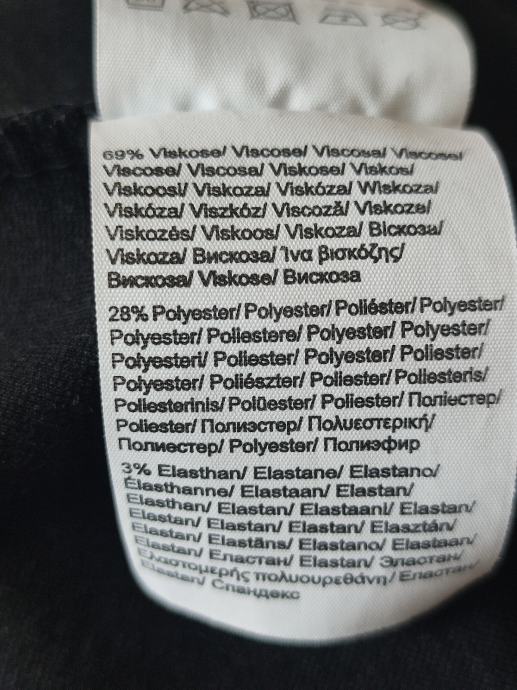 69% Viskose/ Viscose/ Viscosa/ Viscose/
Viscose/ Viscosa/ Viskose/ Viskos/
Viskoosi/ Viskoza/ Viskóza/ Wiskoza/
Viskóza/ Viszkóz/ Viscoză/ Viskoze/
Viskozės/ Viskoos/ Viskoza/ Віскоза/
Viskoza/ Вискоза/ Ίνα βισκόζης/
Вискоза/ Viskose/ Вискоза
28% Polyester/ Polyester/ Poliéster/ Polyester/
Polyester/ Poliestere/ Polyester/ Polyester/
Polyesteri/ Poliester/ Polyester/ Poliester/
Polyester/ Poliészter/ Poliester/ Poliesteris/
Poliesterinis/ Polüester/ Poliester/ Поліестер/
Poliester/ Полиэстер/ Πολυεστερική/
Полиестер/ Polyester/ Полиэфир
3% Elasthan/ Elastane/ Elastano/
Élasthanne/ Elastaan/ Elastan/
Elasthan/ Elastan/ Elastaani/ Elastan/
Elastan/ Elastan/ Elastan/ Elasztán/
Elastan/ Elastāns/ Elastano/ Elastaan/
Elastan/ Еластан/ Elastan/ Эластан/
Ελαστομερής πολυουρεθάνη/ Еластан/
Elastan/ Спандекс